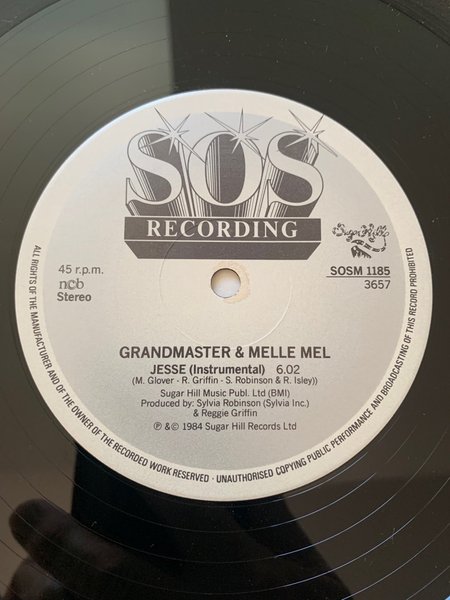 SOS
RECORDING
Sugar Hill
45 r.p.m.
ncb
Stereo
SOSM 1185
3657
GRANDMASTER & MELLE MEL
JESSE (Instrumental) 6.02
(M. Glover - R. Griffin - S. Robinson & R. Isley))
Sugar Hill Music Publ. Ltd (BMI)
Produced by: Sylvia Robinson (Sylvia Inc.)
& Reggie Griffin
℗ & © 1984 Sugar Hill Records Ltd
ALL RIGHTS OF THE MANUFACTURER AND OF THE OWNER OF THE RECORDED WORK RESERVED · UNAUTHORISED COPYING PUBLIC PERFORMANCE AND BROADCASTING OF THIS RECORD PROHIBITED